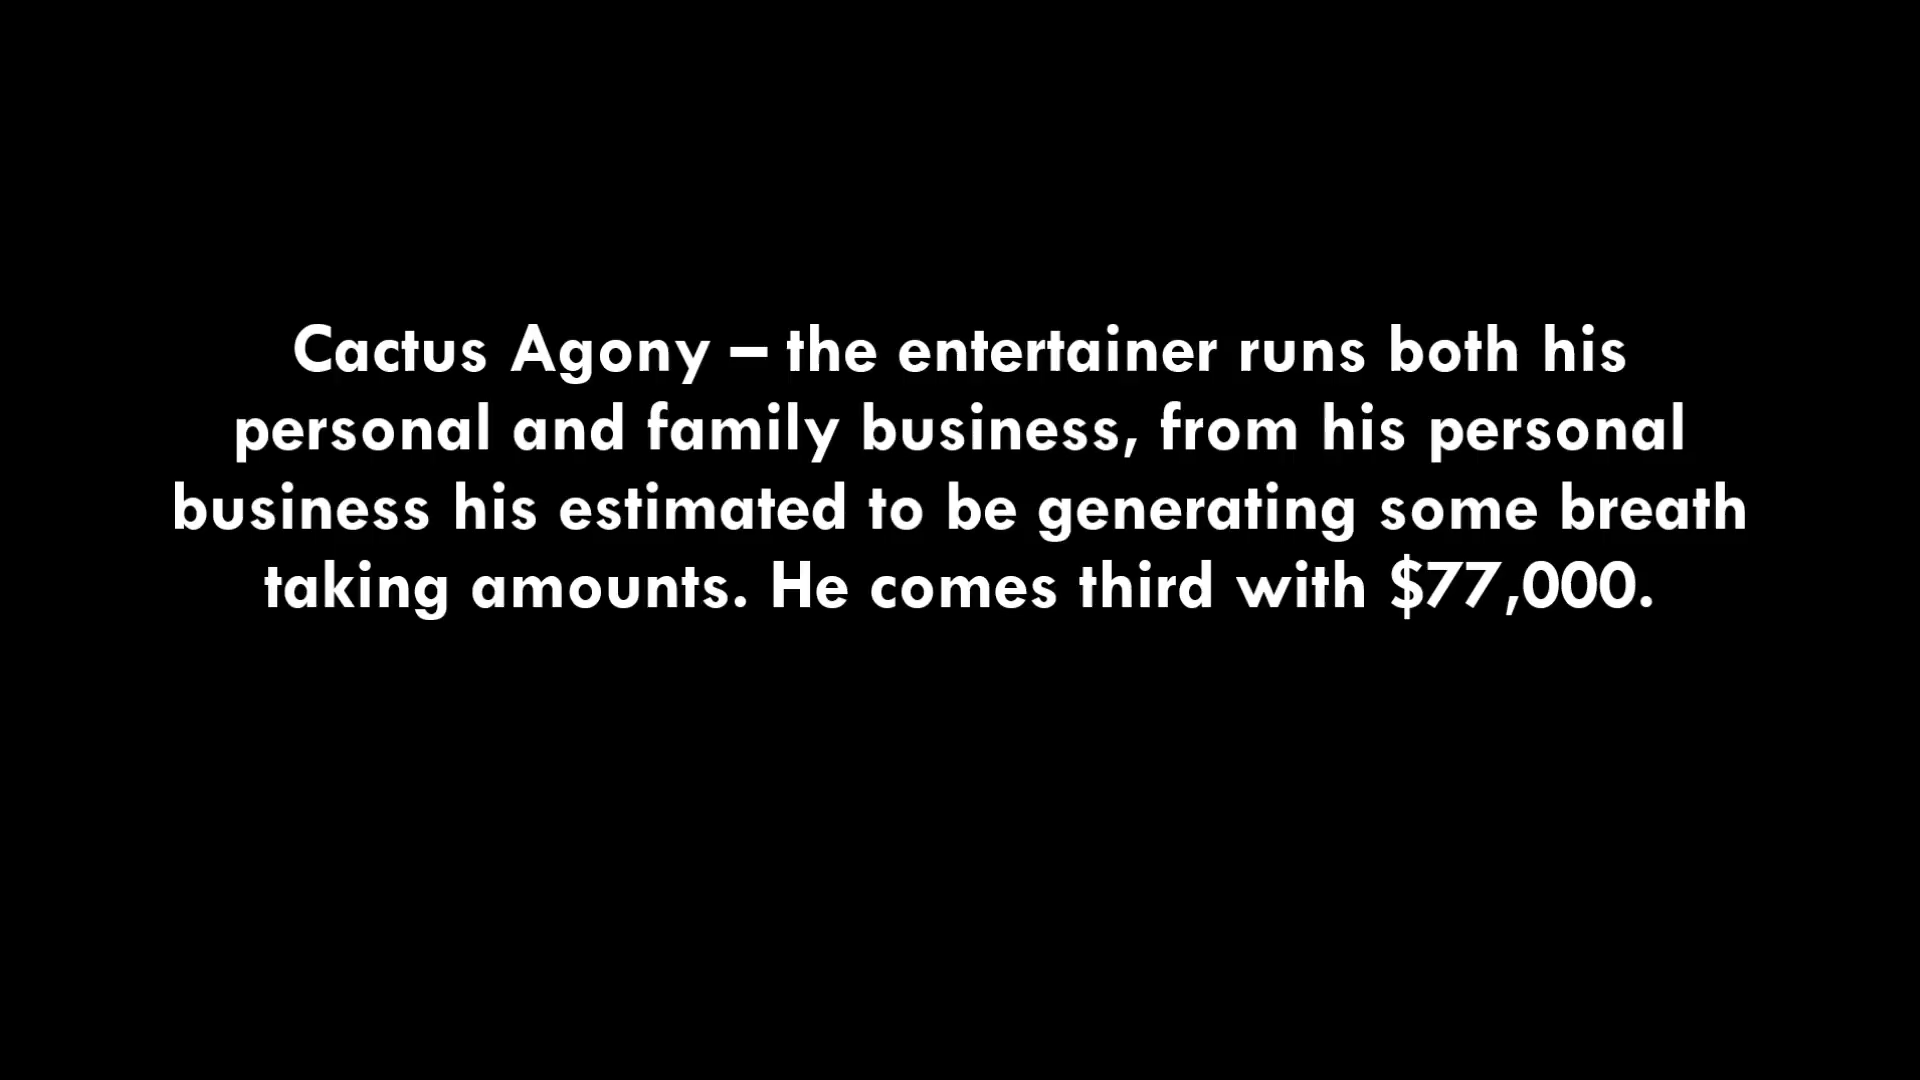 Cactus Agony – the entertainer runs both his
personal and family business, from his personal
business his estimated to be generating some breath
taking amounts. He comes third with $77,000.